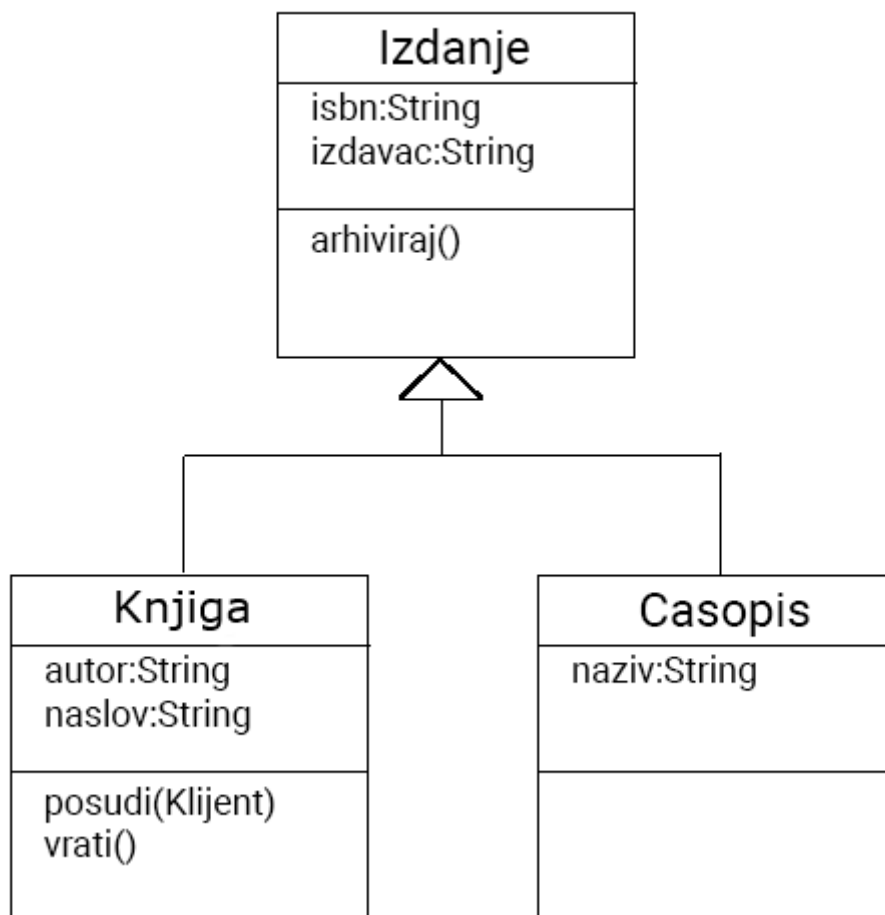 Izdanje
isbn:String
izdavac:String
arhiviraj()
Knjiga
autor:String
naslov:String
posudi(Klijent)
vrati()
Casopis
naziv:String